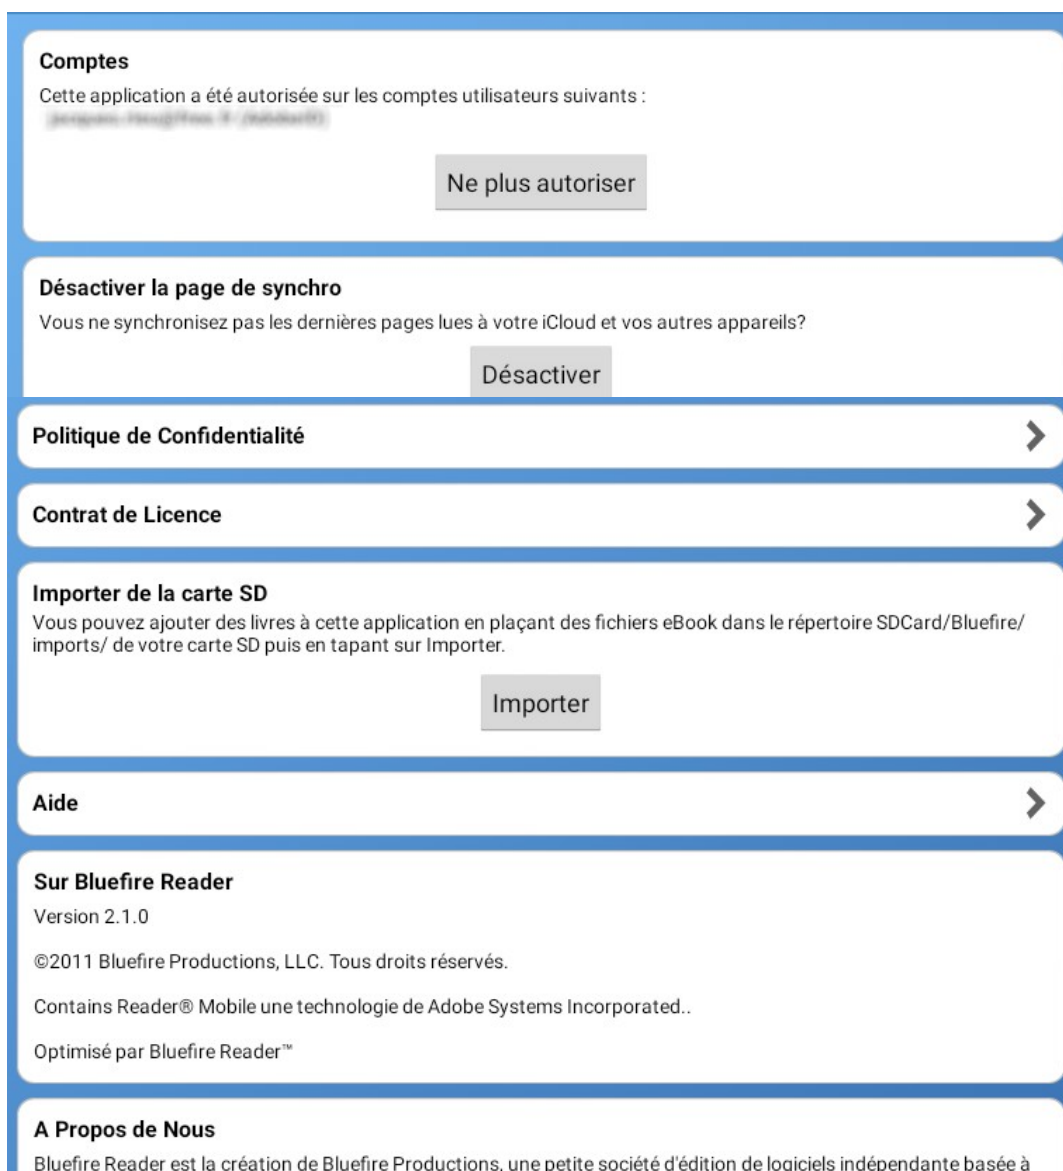 Comptes
Cette application a été autorisée sur les comptes utilisateurs suivants :
Ne plus autoriser
Désactiver la page de synchro
Vous ne synchronisez pas les dernières pages lues à votre iCloud et vos autres appareils?
Désactiver
Politique de Confidentialité
Contrat de Licence
Importer de la carte SD
Vous pouvez ajouter des livres à cette application en plaçant des fichiers eBook dans le répertoire SDCard/Bluefire/
imports/ de votre carte SD puis en tapant sur Importer.
Importer
Aide
Sur Bluefire Reader
Version 2.1.0
©2011 Bluefire Productions, LLC. Tous droits réservés.
Contains Reader® Mobile une technologie de Adobe Systems Incorporated..
Optimisé par Bluefire Reader™
A Propos de Nous
Bluefire Reader est la création de Bluefire Productions, une petite société d'édition de logiciels indépendante basée à